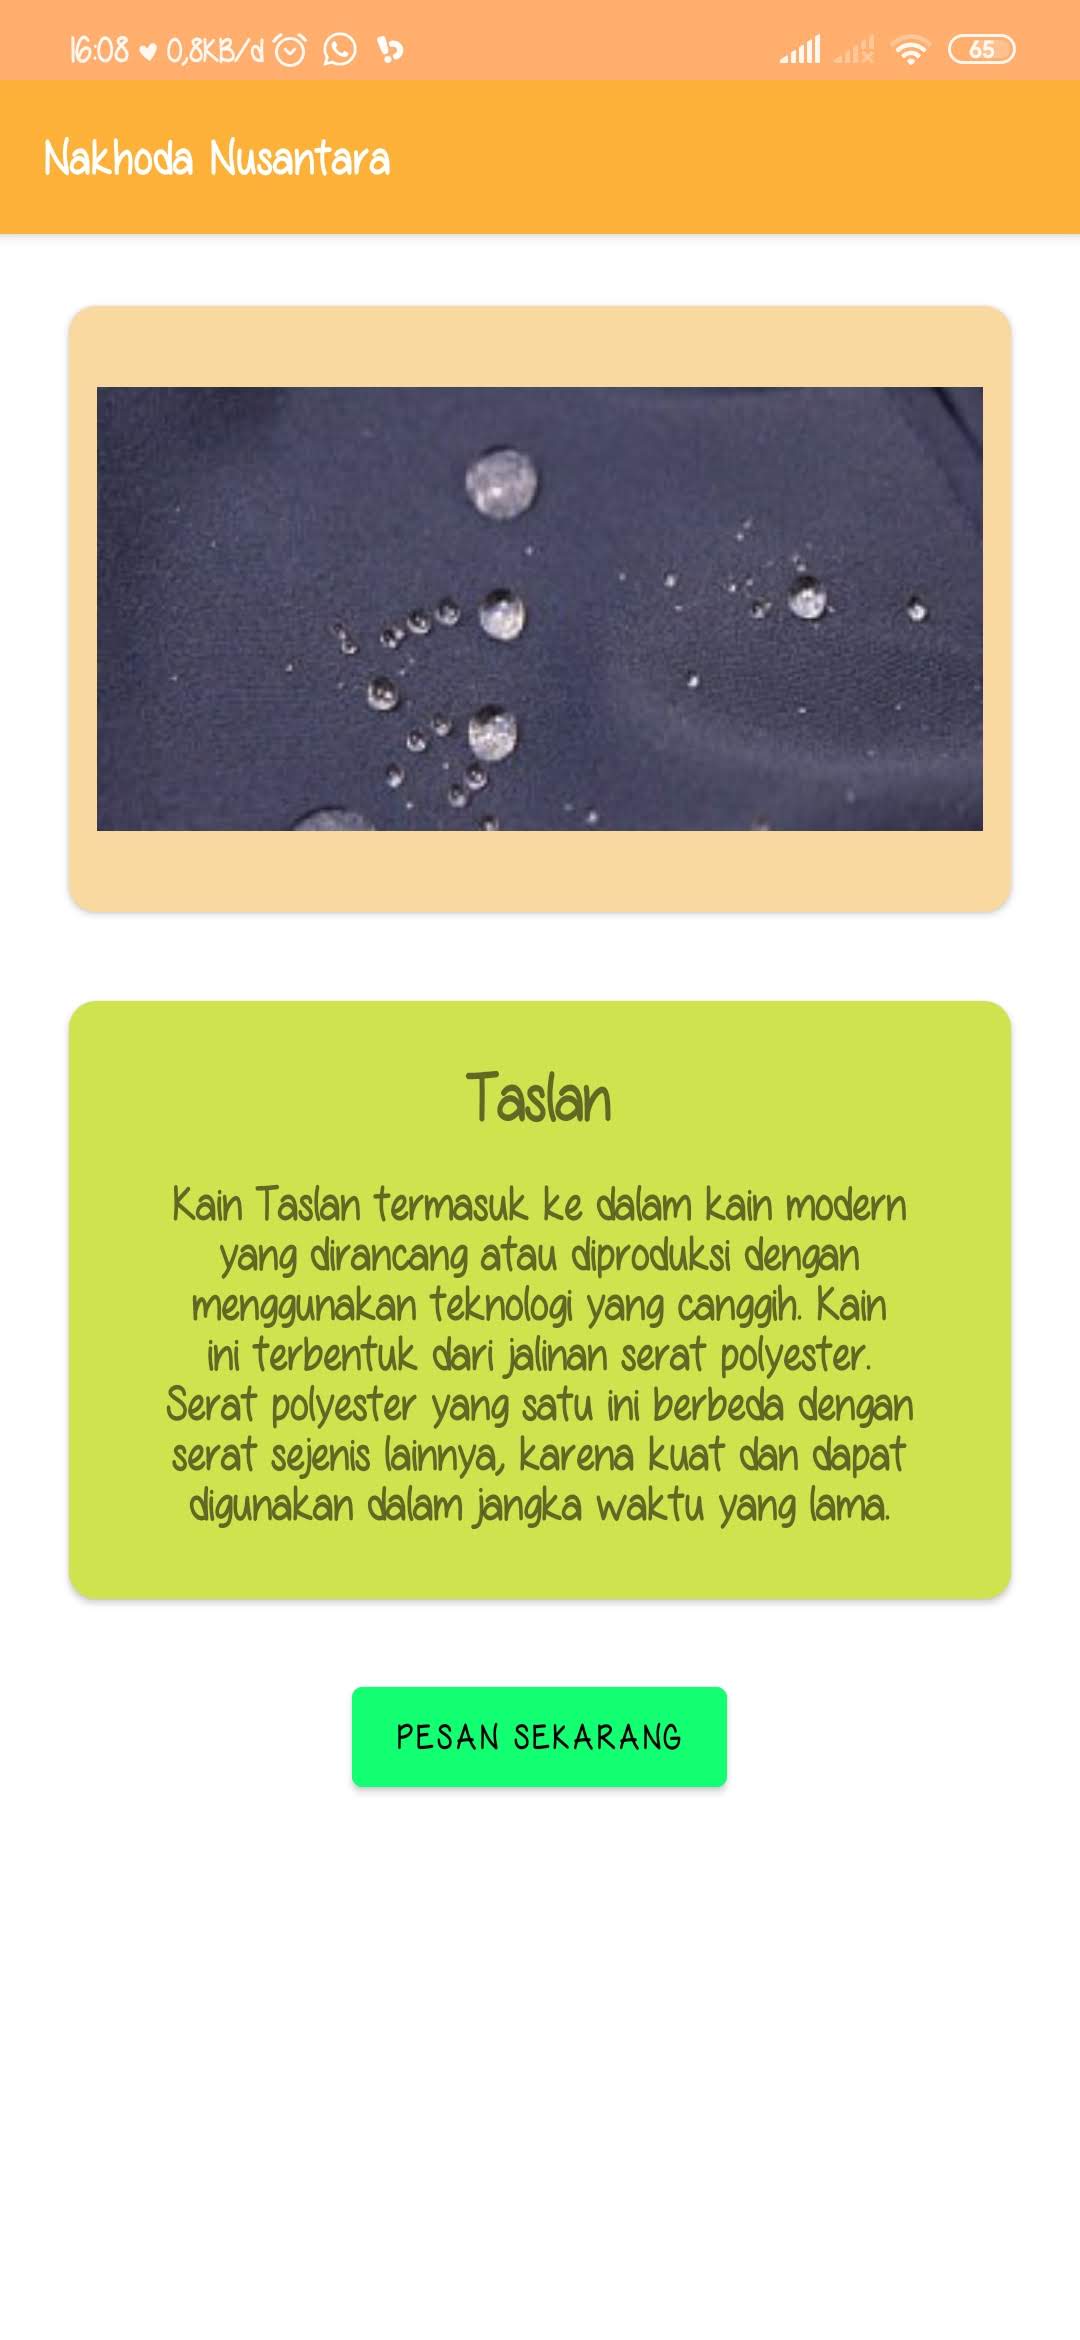 16:08 ♥ 0,8KB/d
65
Nakhoda Nusantara
Taslan
Kain Taslan termasuk ke dalam kain modern
yang dirancang atau diproduksi dengan
menggunakan teknologi yang canggih. Kain
ini terbentuk dari jalinan serat polyester.
Serat polyester yang satu ini berbeda dengan
serat sejenis lainnya, karena kuat dan dapat
digunakan dalam jangka waktu yang lama.
PESAN SEKARANG